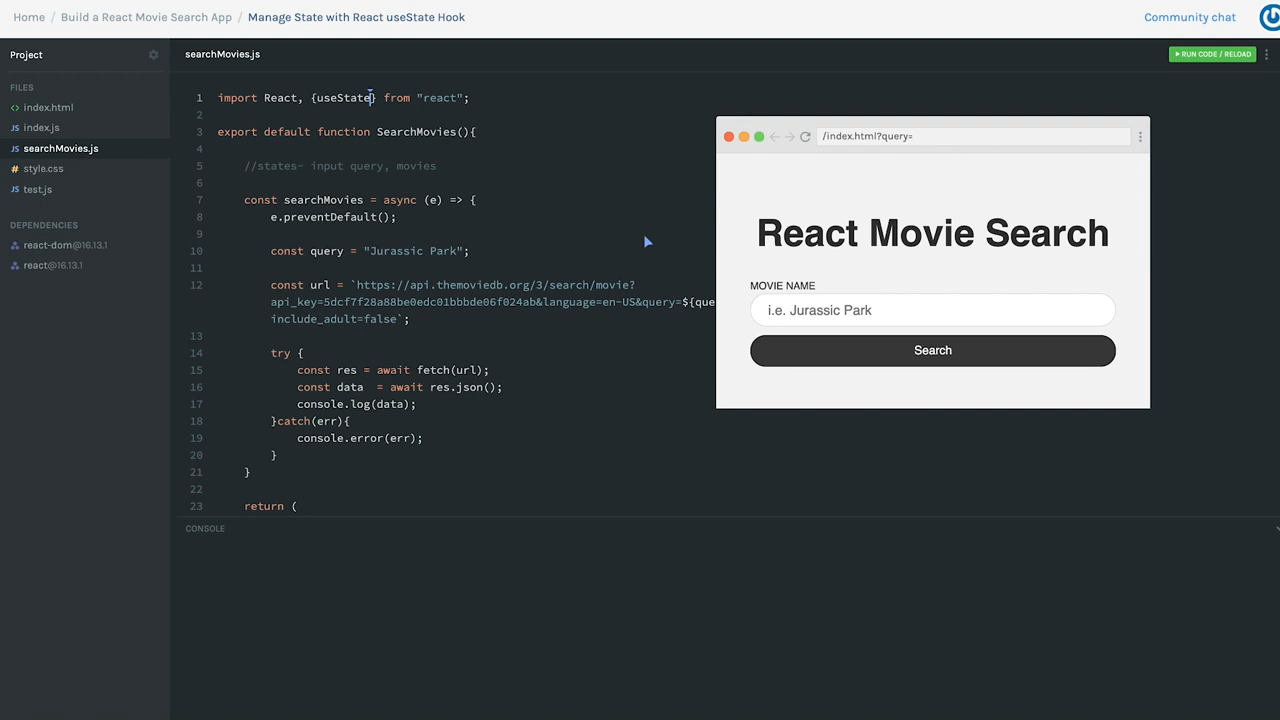 Home / Build a React Movie Search App / Manage State with React useState Hook
Community chat
Project
FILES
<> index.html
JS index.js
JS searchMovies.js
# style.css
JS test.js
DEPENDENCIES
react-dom@16.13.1
react@16.13.1
searchMovies.js
RUN CODE / RELOAD
1 import React, {useState} from "react";
2
3 export default function SearchMovies(){
4
5 //states- input query, movies
6
7 const searchMovies = async (e) => {
8 e.preventDefault();
9
10 const query = "Jurassic Park";
11
12 const url = `https://api.themoviedb.org/3/search/movie?
api_key=5dcf7f28a88be0edc01bbbde06f024ab&language=en-US&query=${que
include_adult=false`;
13
14 try {
15 const res = await fetch(url);
16 const data  = await res.json();
17 console.log(data);
18 }catch(err){
19 console.error(err);
20 }
21 }
22
23 return (
CONSOLE
/index.html?query=
React Movie Search
MOVIE NAME
i.e. Jurassic Park
Search